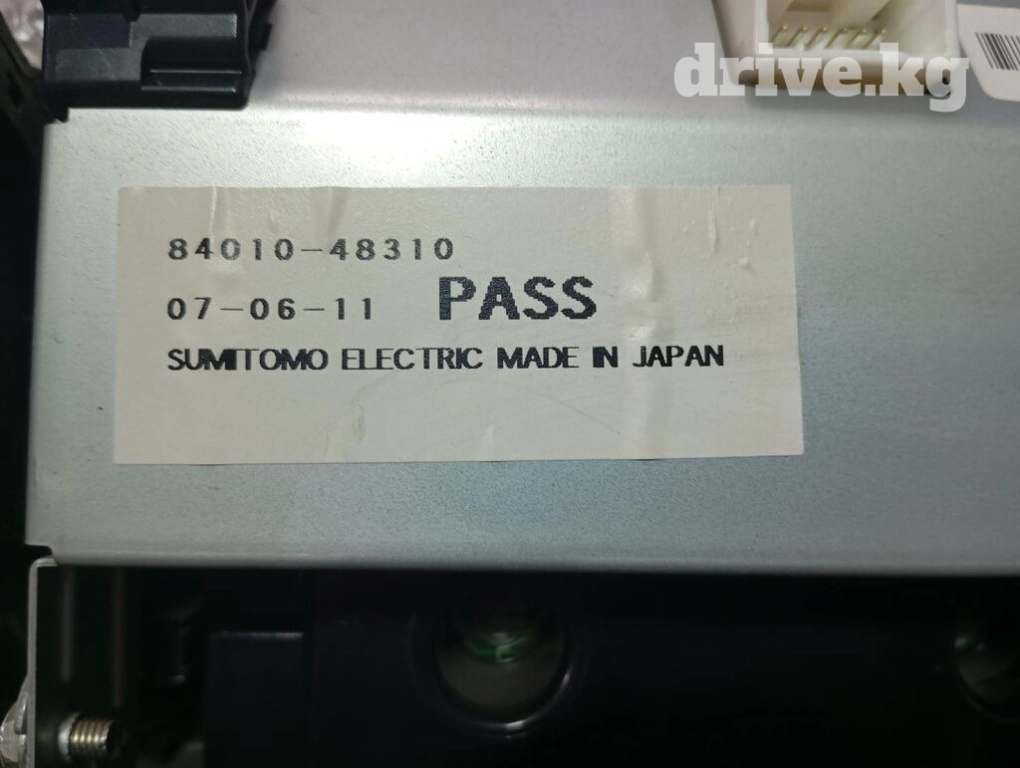 drive.kg
84010-48310
07-06-11 PASS
SUMITOMO ELECTRIC MADE IN JAPAN